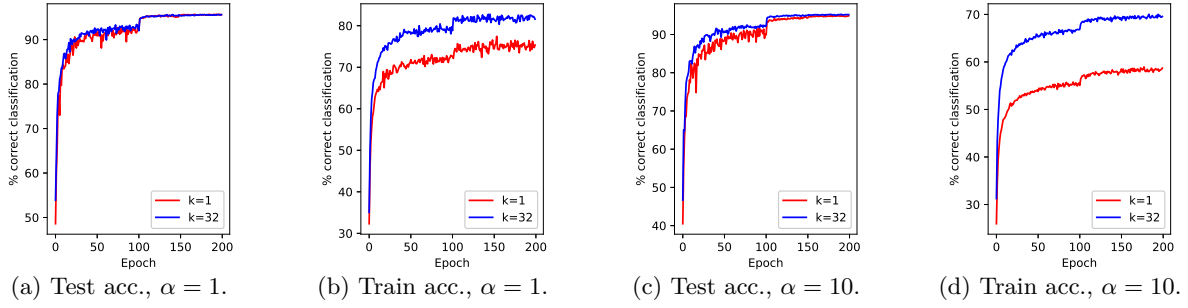 % correct classification
90
80
70
60
50
0
50
100
150
200
Epoch
k=1
k=32
(a) Test acc., α = 1.
% correct classification
80
70
60
50
40
30
0
50
100
150
200
Epoch
k=1
k=32
(b) Train acc., α = 1.
% correct classification
90
80
70
60
50
40
0
50
100
150
200
Epoch
k=1
k=32
(c) Test acc., α = 10.
% correct classification
70
60
50
40
30
0
50
100
150
200
Epoch
k=1
k=32
(d) Train acc., α = 10.